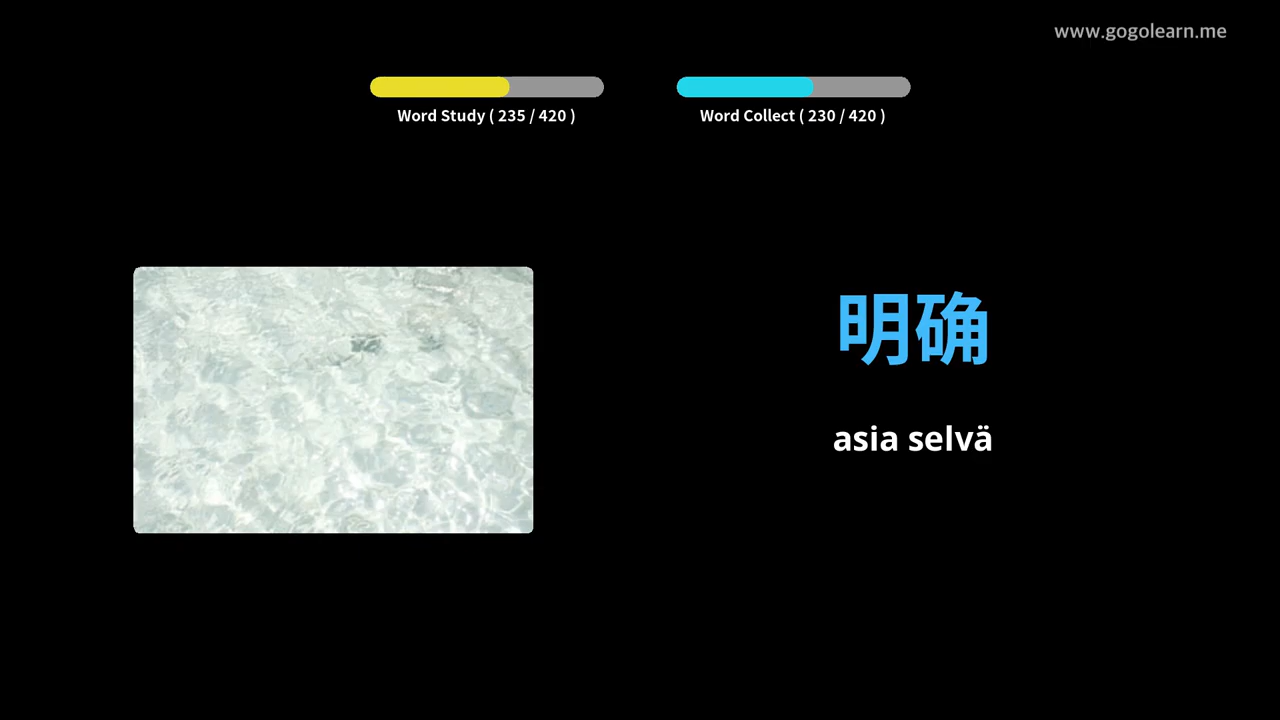 www.gogolearn.me
Word Study ( 235 / 420 )
Word Collect ( 230 / 420 )
明确
asia selvä